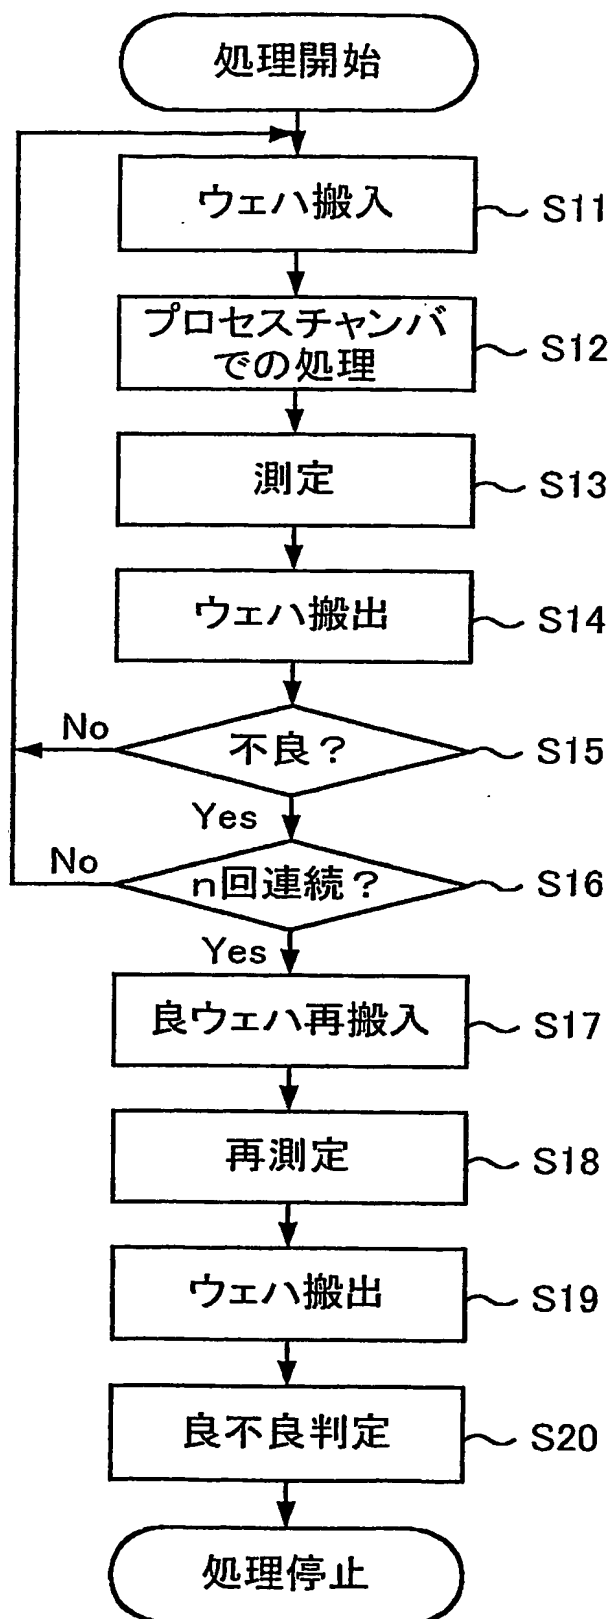 処理開始
ウェハ搬入
S11
プロセスチャンバ
での処理
S12
測定
S13
ウェハ搬出
S14
不良？
S15
No
Yes
n回連続？
S16
No
Yes
良ウェハ再搬入
S17
再測定
S18
ウェハ搬出
S19
良不良判定
S20
処理停止